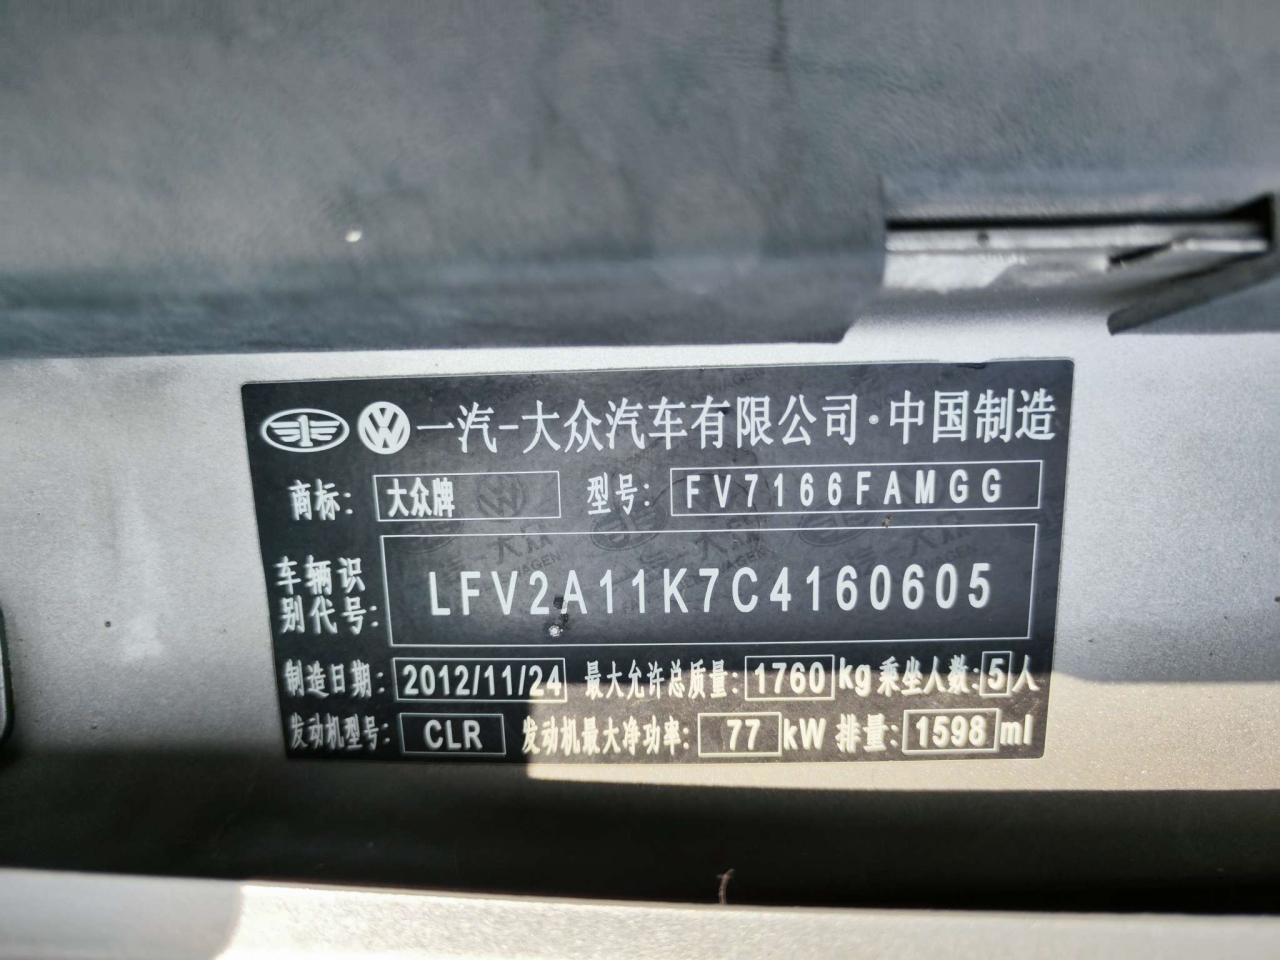 一汽-大众汽车有限公司·中国制造
商标: 大众牌 型号: FV7166FAMGG
车辆识别代号: LFV2A11K7C4160605
制造日期: 2012/11/24 最大允许总质量: 1760 kg 乘坐人数: 5 人
发动机型号: CLR 发动机最大净功率: 77 kW 排量: 1598 ml